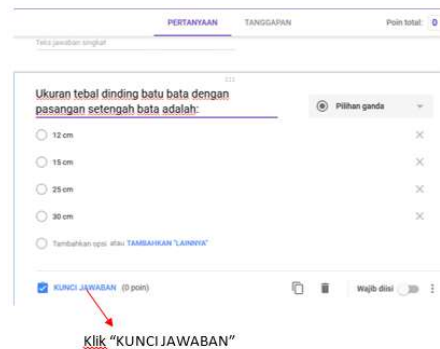 PERTANYAAN TANGGAPAN Poin total: 0
Teks jawaban singkat
Ukuran tebal dinding batu bata dengan
pasangan setengah bata adalah:
Pilihan ganda
12 cm
15 cm
25 cm
30 cm
Tambahkan opsi atau TAMBAHKAN "LAINNYA"
KUNCI JAWABAN (0 poin) Wajib diisi
Klik “KUNCI JAWABAN”